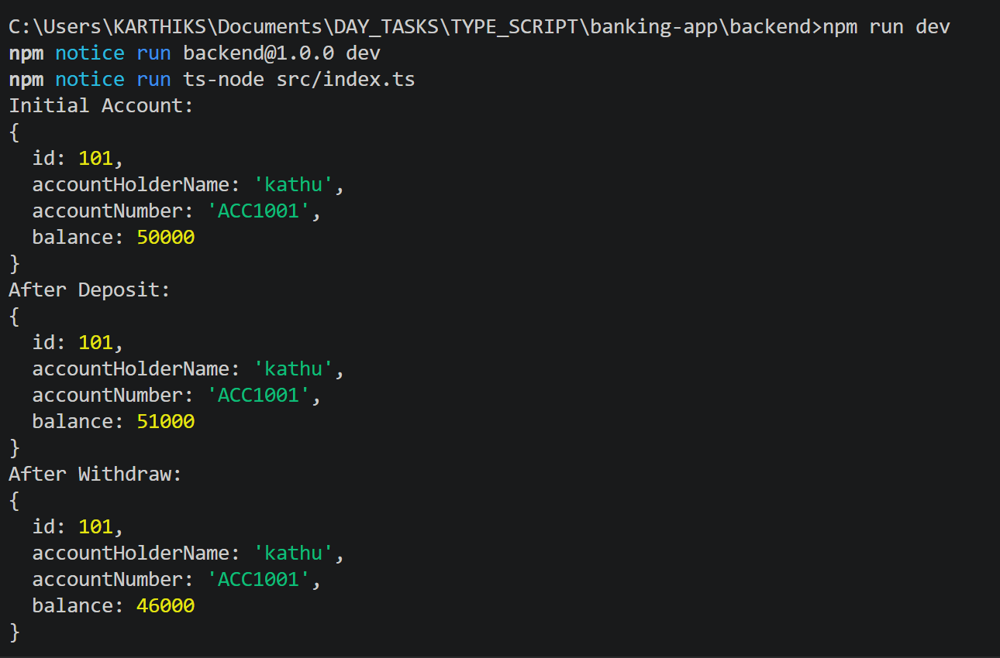 C:\Users\KARTHIKS\Documents\DAY_TASKS\TYPE_SCRIPT\banking-app\backend>npm run dev
npm notice run backend@1.0.0 dev
npm notice run ts-node src/index.ts
Initial Account:
{
  id: 101,
  accountHolderName: 'kathu',
  accountNumber: 'ACC1001',
  balance: 50000
}
After Deposit:
{
  id: 101,
  accountHolderName: 'kathu',
  accountNumber: 'ACC1001',
  balance: 51000
}
After Withdraw:
{
  id: 101,
  accountHolderName: 'kathu',
  accountNumber: 'ACC1001',
  balance: 46000
}